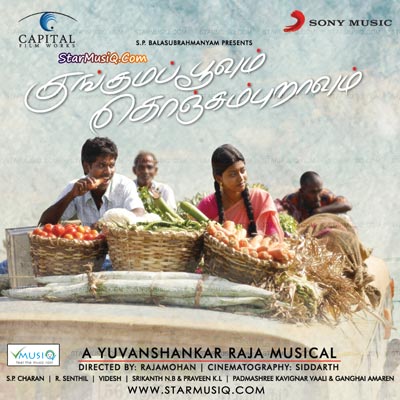 CAPITAL
FILM WORKS
SONY MUSIC
S.P. BALASUBRAHMANYAM PRESENTS
StarMusiQ.Com
குங்குமப் பூவும்
கொஞ்சும்புறாவும்
VMUSIQ
A YUVANSHANKAR RAJA MUSICAL
DIRECTED BY: RAJAMOHAN | CINEMATOGRAPHY: SIDDARTH
S.P CHARAN | R. SENTHIL | VIDESH | SRIKANTH N.B & PRAVEEN K.L | PADMASHREE KAVIGNAR VAALI & GANGHAI AMAREN
WWW.STARMUSIQ.COM